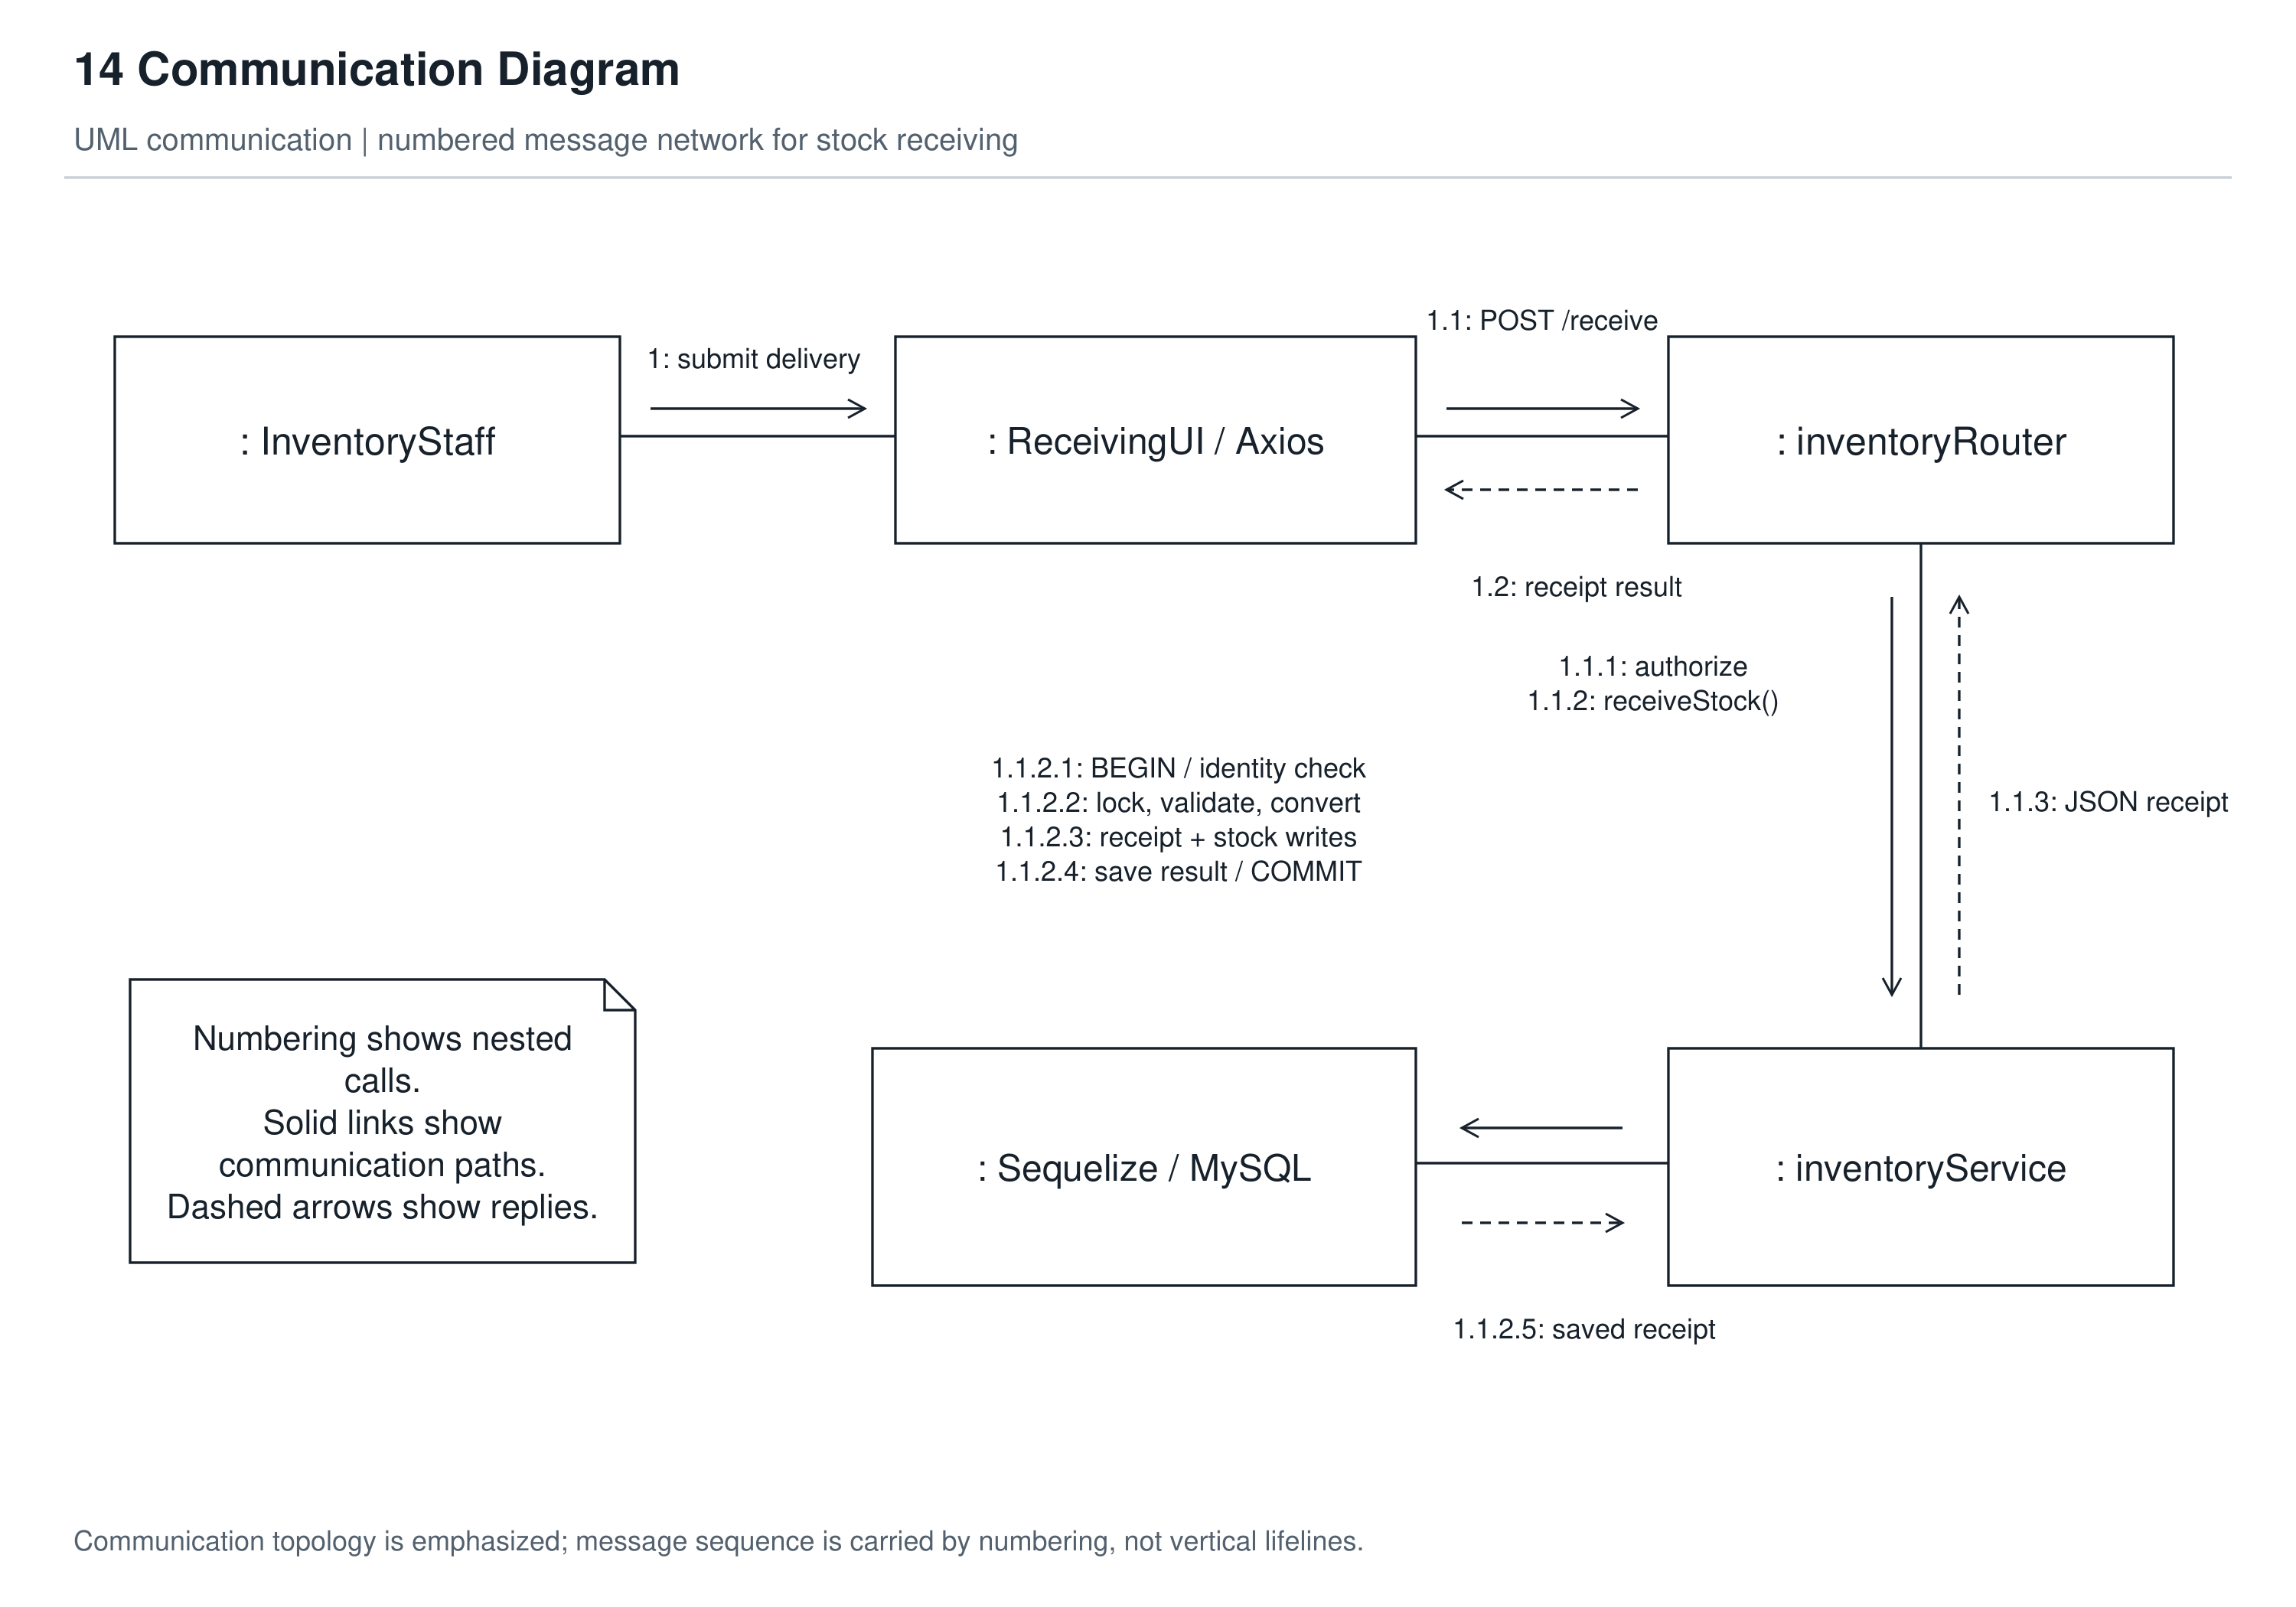 14 Communication Diagram
UML communication | numbered message network for stock receiving
1.1: POST /receive
1: submit delivery
: InventoryStaff
: ReceivingUI / Axios
: inventoryRouter
1.2: receipt result
1.1.1: authorize
1.1.2: receiveStock()
1.1.2.1: BEGIN / identity check
1.1.2.2: lock, validate, convert
1.1.2.3: receipt + stock writes
1.1.2.4: save result / COMMIT
1.1.3: JSON receipt
Numbering shows nested
calls.
Solid links show
communication paths.
Dashed arrows show replies.
: Sequelize / MySQL
: inventoryService
1.1.2.5: saved receipt
Communication topology is emphasized; message sequence is carried by numbering, not vertical lifelines.